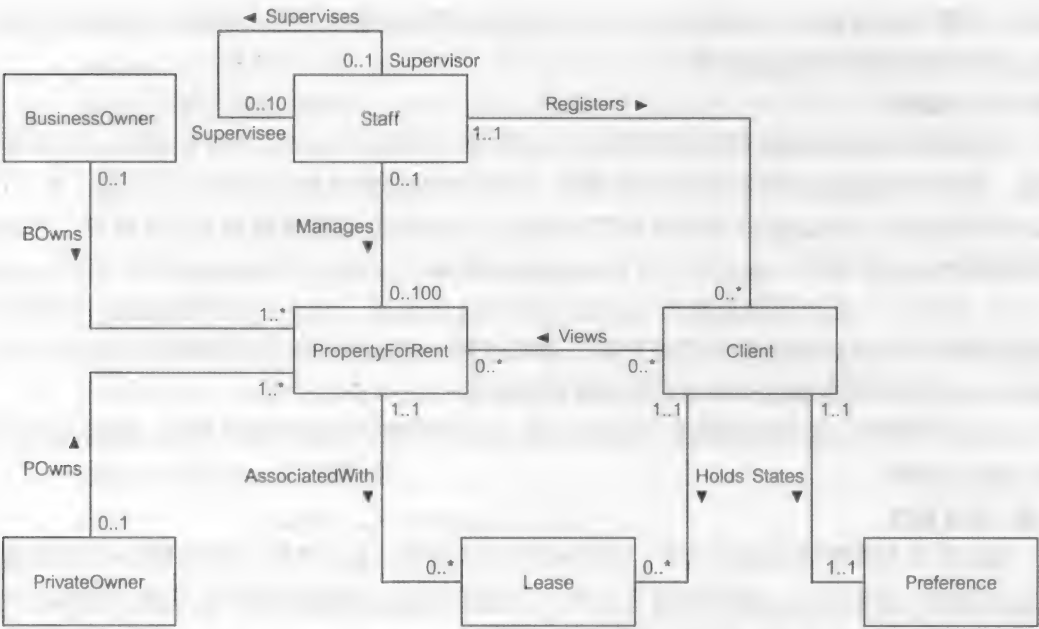 ◄ Supervises
0..1 Supervisor
0..10
Supervisee
BusinessOwner
Staff
Registers ►
1..1
0..1
0..1
BOwns ▼
Manages ▼
0..100
0..*
1..*
PropertyForRent
◄ Views
0..*
0..*
Client
1..*
1..1
1..1
1..1
POwns ▲
AssociatedWith ▼
Holds ▼
States ▼
0..1
PrivateOwner
0..*
Lease
0..*
1..1
Preference